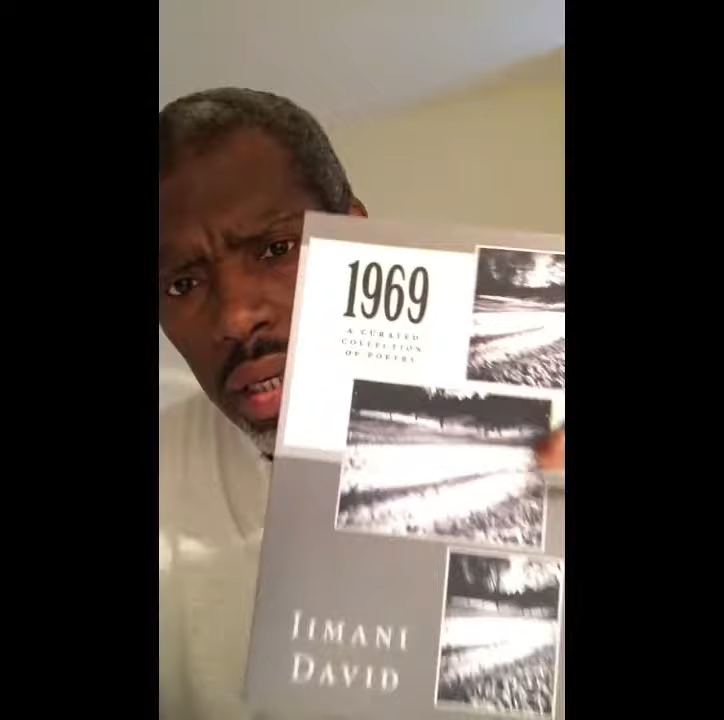 1969
A CURATED
COLLECTION
OF POETRY
JIMANI
DAVID